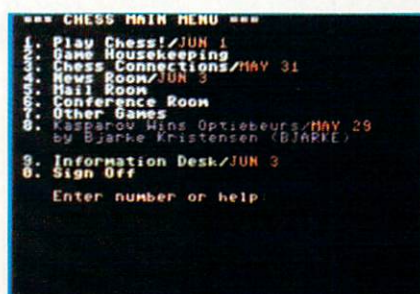 === CHESS MAIN MENU ===
1. Play Chess!/JUN 1
2. Game Housekeeping
3. Chess Connections/MAY 31
4. News Room/JUN 3
5. Mail Room
6. Conference Room
7. Other Games
8. Kasparov Wins Optiebeurs/MAY 29
by Bjarke Kristensen (BJARKE)
9. Information Desk/JUN 3
0. Sign Off
Enter number or help